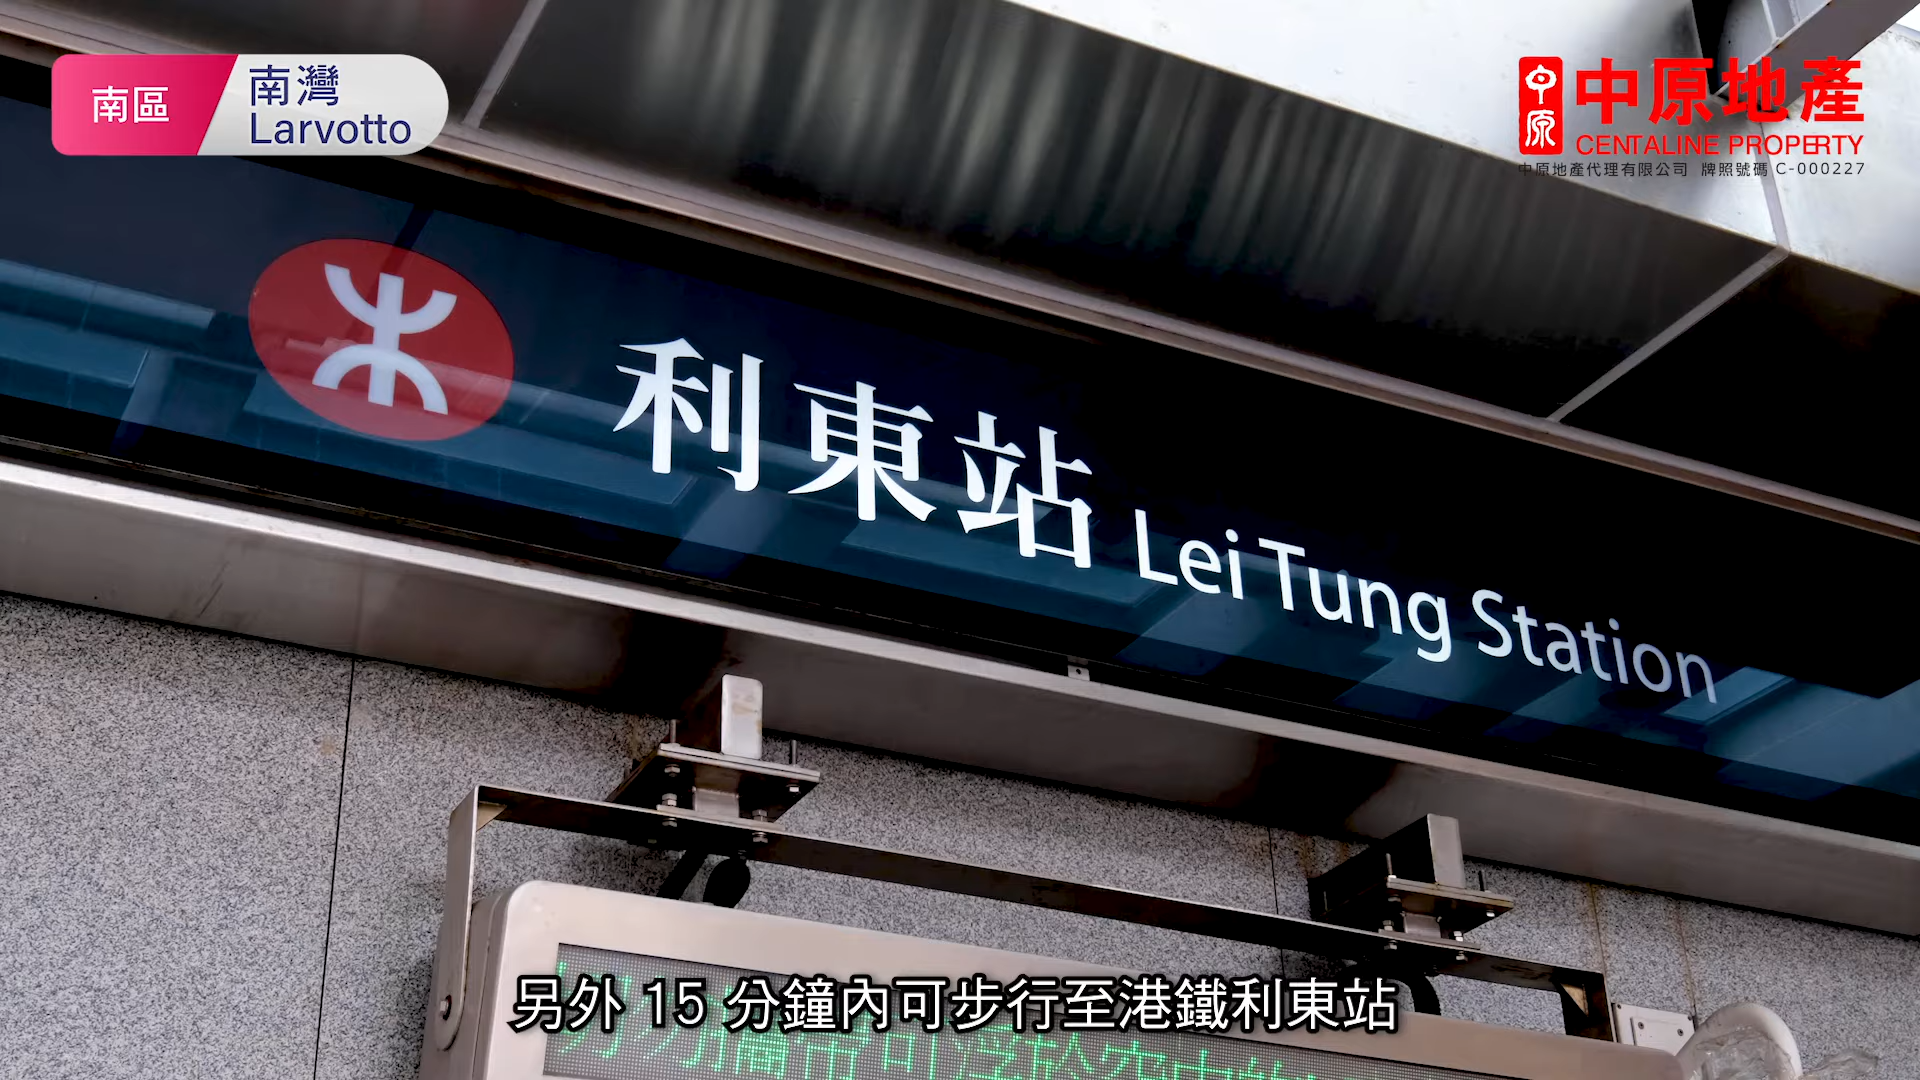 南區
南灣
Larvotto
中原
中原地產
CENTALINE PROPERTY
中原地產代理有限公司 牌照號碼 C-000227
利東站 Lei Tung Station
另外 15 分鐘內可步行至港鐵利東站